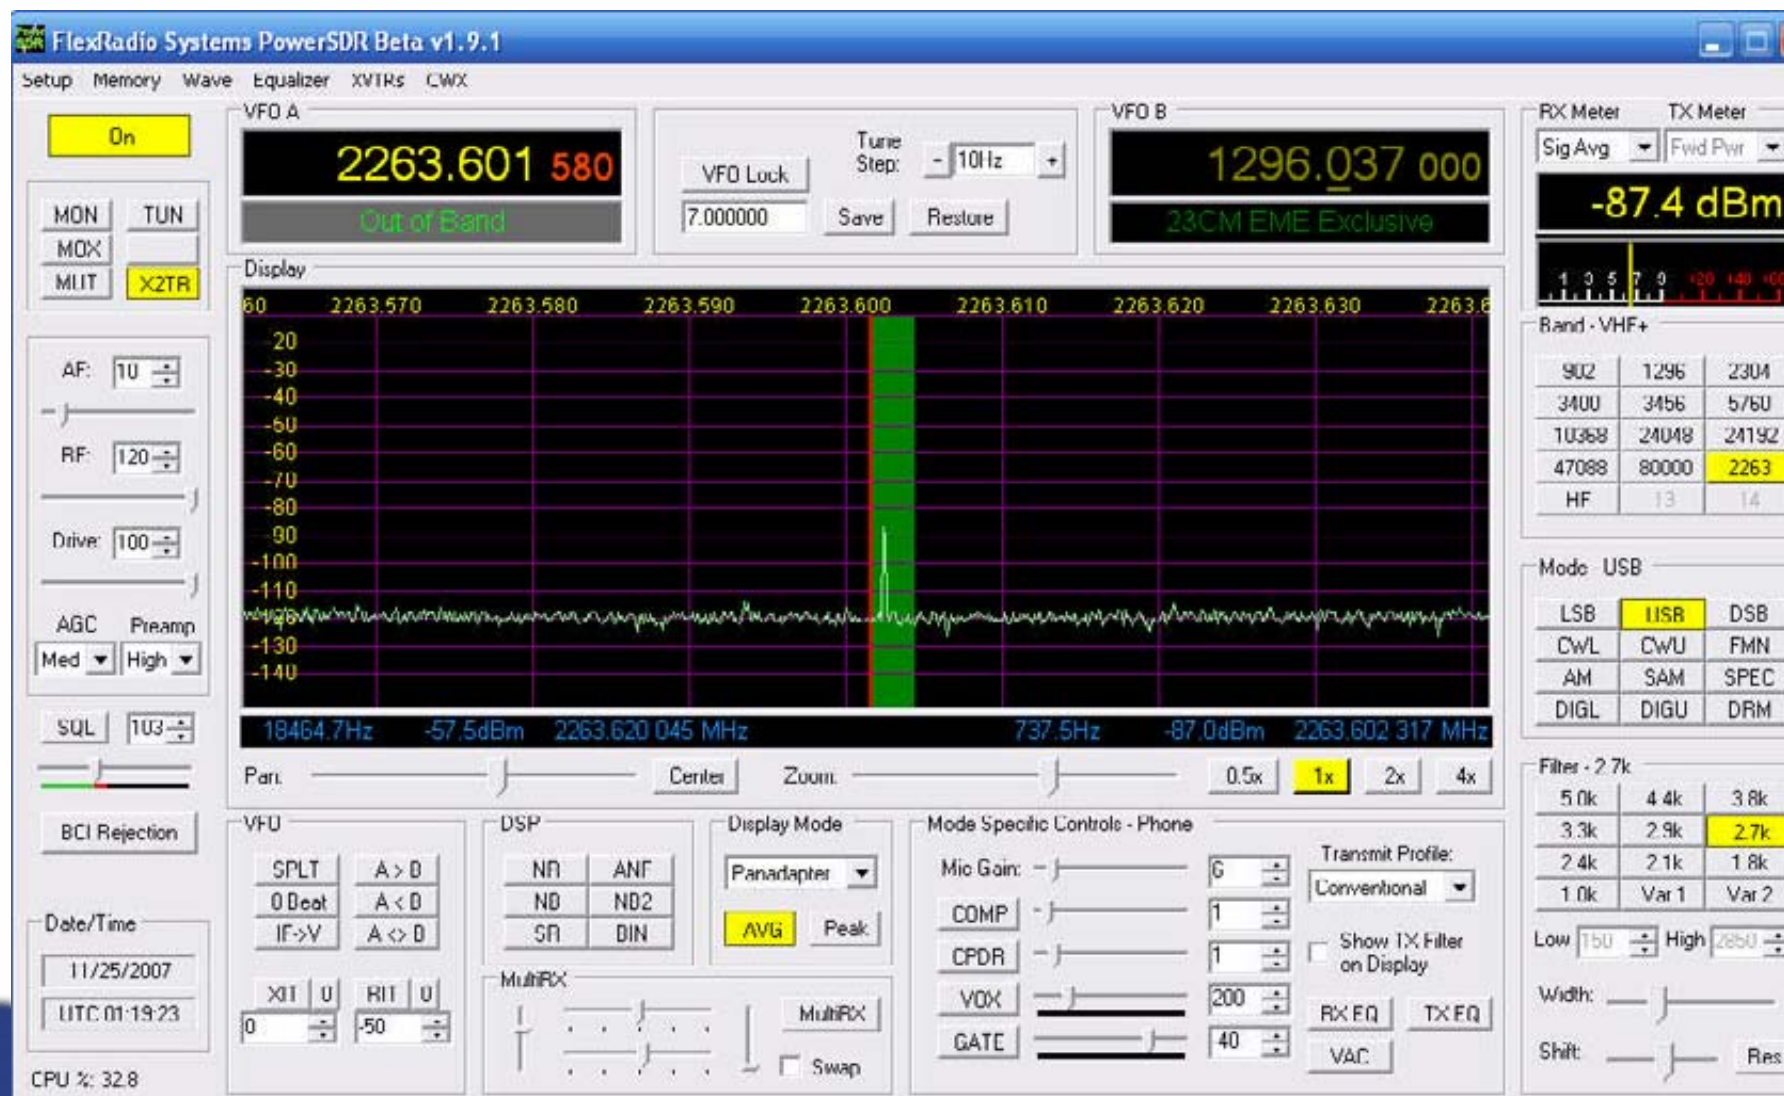 FlexRadio Systems PowerSDR Beta v1.9.1
Setup Memory Wave Equalizer XVTRs CWX
On
MON TUN
MOX
MUT X2TR
AF: 10
RF: 120
Drive: 100
AGC Preamp
Med High
SQL 103
BCI Rejection
Date/Time
11/25/2007
UTC 01:19:23
CPU %: 32.8
VFO A
2263.601 580
Out of Band
VFO Lock
Tune
Step: - 10Hz +
7.000000 Save Restore
VFO B
1296.037 000
23CM EME Exclusive
Display
60 2263.570 2263.580 2263.590 2263.600 2263.610 2263.620 2263.630 2263.6
20
-30
-40
-50
-60
-70
-80
-90
-100
-110
-120
-130
-140
18464.7Hz -57.5dBm 2263.620 045 MHz 737.5Hz -87.0dBm 2263.602 317 MHz
Pan: Center Zoom: 0.5x 1x 2x 4x
VFO
SPLT A > B
0 Beat A < B
IF->V A <> B
XIT 0 RIT 0
0 -50
DSP
NR ANF
NB NB2
SR BIN
Display Mode
Panadapter
AVG Peak
MultiRX
MultiRX
Swap
Mode Specific Controls - Phone
Mic Gain: 6
COMP 1
CPDR 1
VOX 200
GATE 40
Transmit Profile:
Conventional
Show TX Filter
on Display
RX EQ TX EQ
VAC
RX Meter TX Meter
Sig Avg Fwd Pwr
-87.4 dBm
1 3 5 7 9 +20 +40 +60
Band - VHF+
902 1296 2304
3400 3456 5760
10368 24048 24192
47088 80000 2263
HF 13 14
Mode USB
LSB USB DSB
CWL CWU FMN
AM SAM SPEC
DIGL DIGU DRM
Filter - 2.7k
5.0k 4.4k 3.8k
3.3k 2.9k 2.7k
2.4k 2.1k 1.8k
1.0k Var 1 Var 2
Low 150 High 2850
Width:
Shift: Res